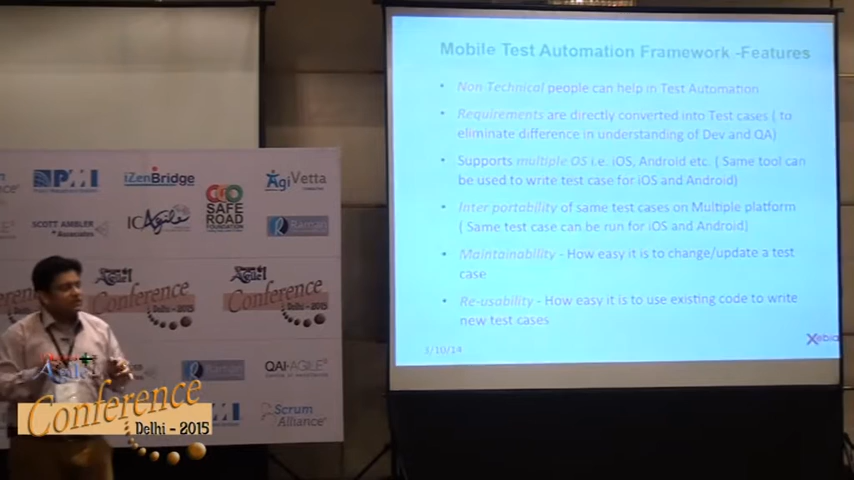 Mobile Test Automation Framework -Features
• Non-Technical people can help in Test Automation
• Requirements are directly converted into Test cases ( to
eliminate difference in understanding of Dev and QA)
• Supports multiple OS i.e. iOS, Android etc. ( Same tool can
be used to write test case for iOS and Android)
• Inter portability of same test cases on Multiple platform
( Same test case can be run for iOS and Android)
• Maintainability - How easy it is to change/update a test
case
• Re-usability - How easy it is to use existing code to write
new test cases
3/10/14
Xebia
PMI
iZenBridge
SAFE
ROAD
FOUNDATION
AgiVetta
SCOTT AMBLER
+ Associates
ICAgile
Raman
Conference
Delhi - 2015
Conference
Delhi - 2015
Raman
QAI-AGILE
Scrum
Alliance
Conference
Delhi - 2015